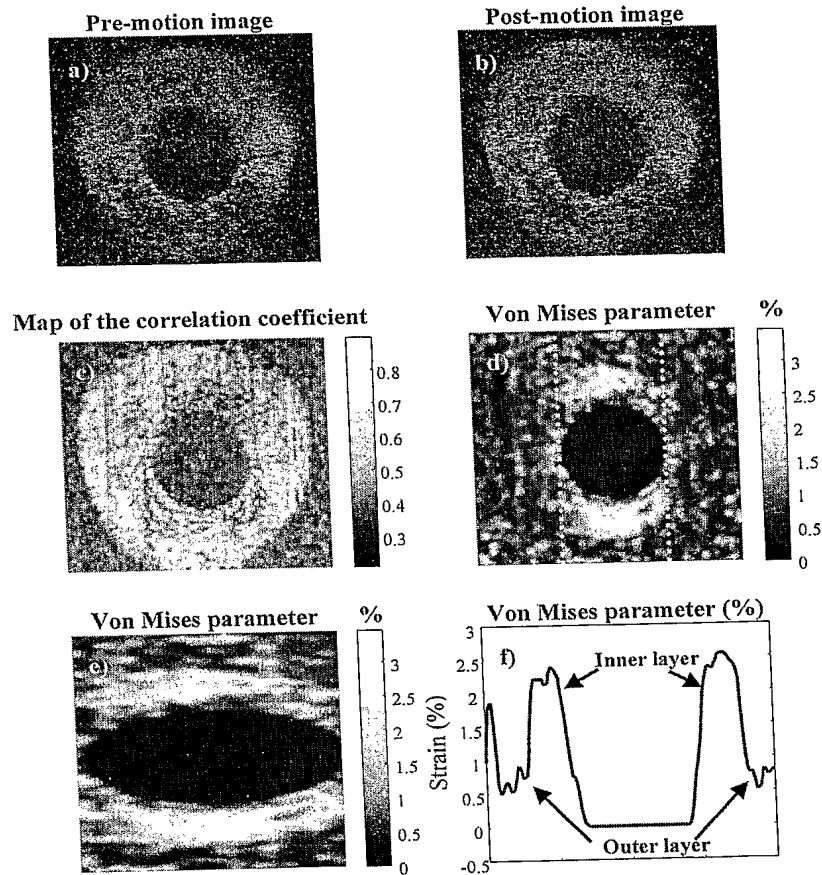 Pre-motion image
Post-motion image
a)
b)
Map of the correlation coefficient
Von Mises parameter %
c)
0.8
0.7
0.6
0.5
0.4
0.3
d)
3
2.5
2
1.5
1
0.5
0
Von Mises parameter %
Von Mises parameter (%)
e)
3
2.5
2
1.5
1
0.5
0
f)
Strain (%)
3
2.5
2
1.5
1
0.5
0
-0.5
Inner layer
Outer layer